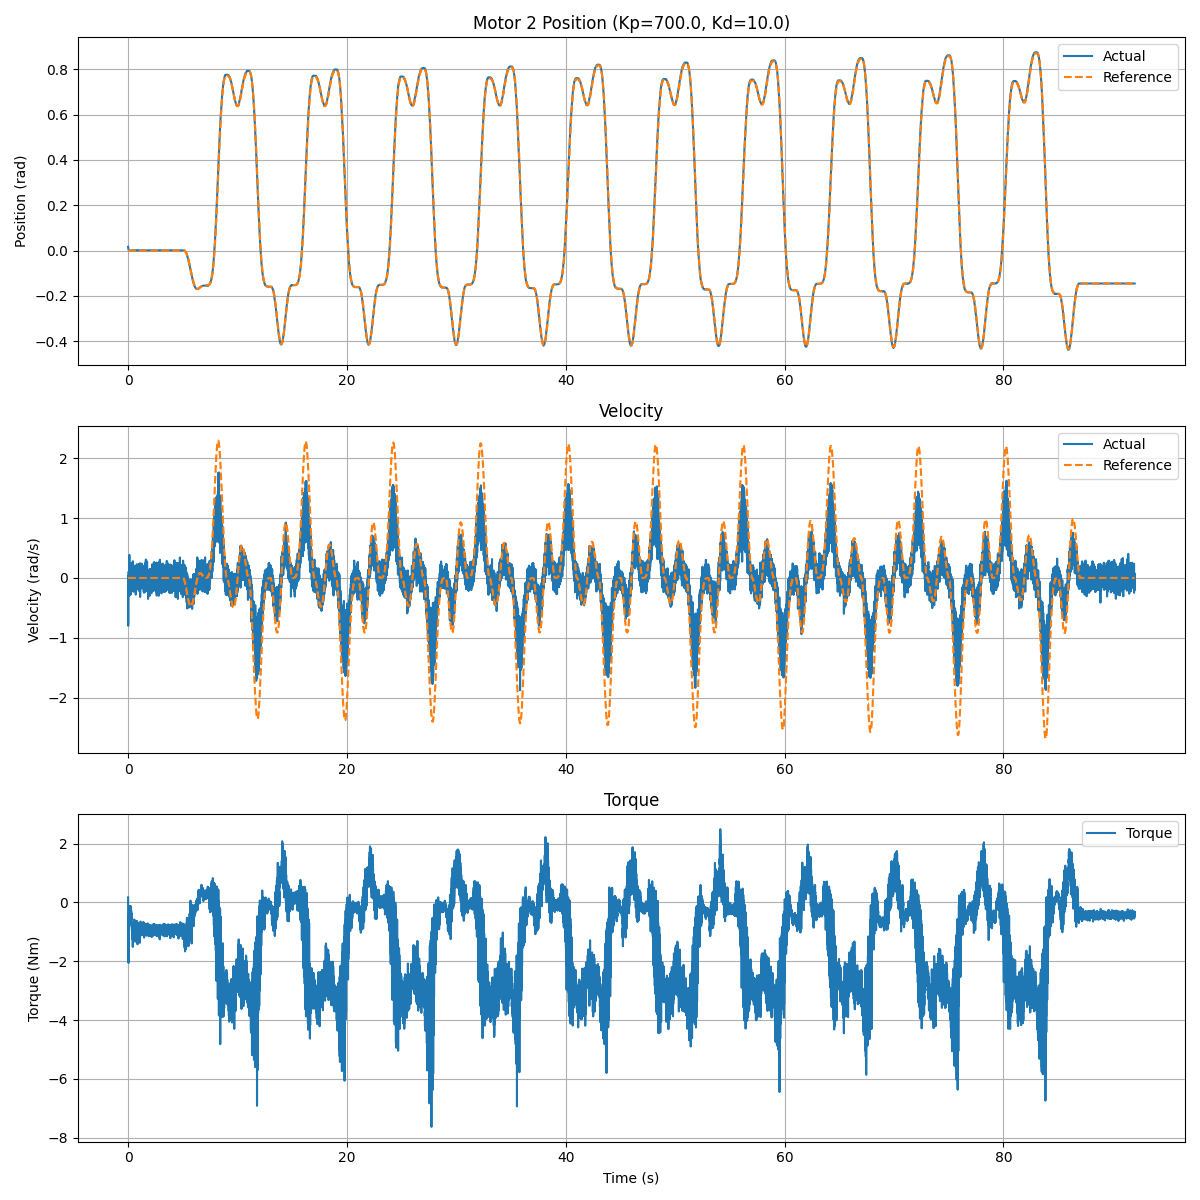 Motor 2 Position (Kp=700.0, Kd=10.0)
Position (rad)
0.8
0.6
0.4
0.2
0.0
−0.2
−0.4
Actual
Reference
0 20 40 60 80
Velocity
Velocity (rad/s)
2
1
0
−1
−2
Actual
Reference
0 20 40 60 80
Torque
Torque (Nm)
2
0
−2
−4
−6
−8
Torque
0 20 40 60 80
Time (s)